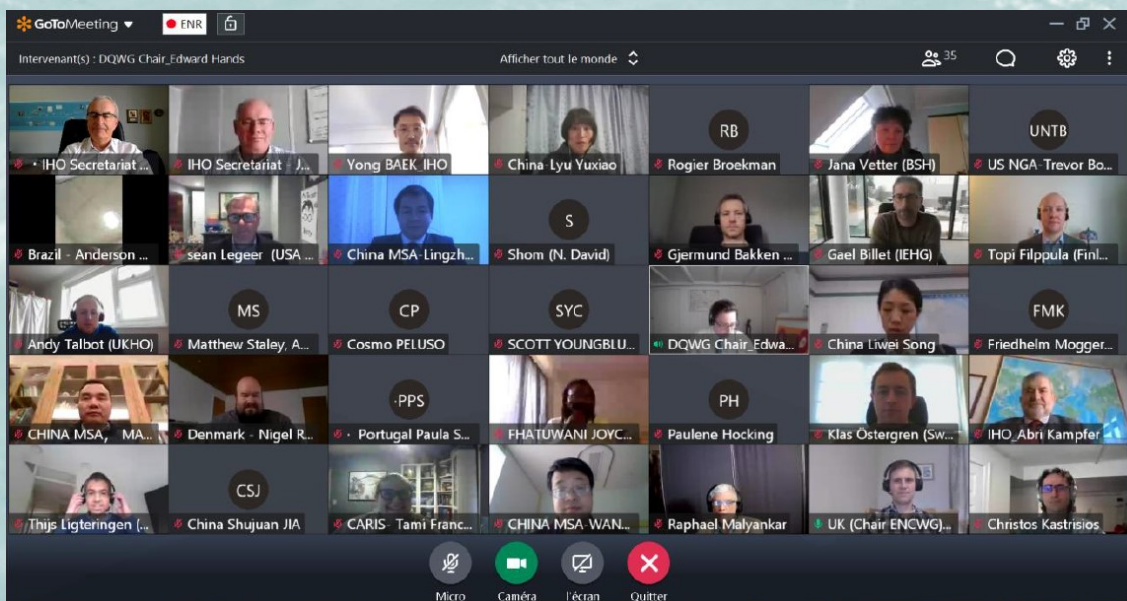 GoToMeeting
ENR
Intervenant(s) : DQWG Chair_Edward Hands
Afficher tout le monde
35
• IHO Secretariat ...
IHO Secretariat - J...
Yong BAEK_IHO
China-Lyu Yuxiao
RB
Rogier Broekman
Jana Vetter (BSH)
UNTB
US NGA-Trevor Bo...
Brazil - Anderson ...
sean Legeer (USA ...
China MSA-Lingzh...
S
Shom (N. David)
Gjermund Bakken ...
Gael Billet (IEHG)
Topi Filppula (Finl...
Andy Talbot (UKHO)
MS
Matthew Staley, A...
CP
Cosmo PELUSO
SYC
SCOTT YOUNGBLU...
DQWG Chair_Edwa...
China Liwei Song
FMK
Friedhelm Mogger...
CHINA MSA， MA...
Denmark - Nigel R...
·PPS
· Portugal Paula S...
FHATUWANI JOYC...
PH
Paulene Hocking
Klas Östergren (Sw...
IHO_Abri Kampfer
Thijs Ligteringen (...
CSJ
China Shujuan JIA
CARIS- Tami Franc...
CHINA MSA-WAN...
Raphael Malyankar
UK (Chair ENCWG)...
Christos Kastrisios
Micro
Caméra
l'écran
Quitter